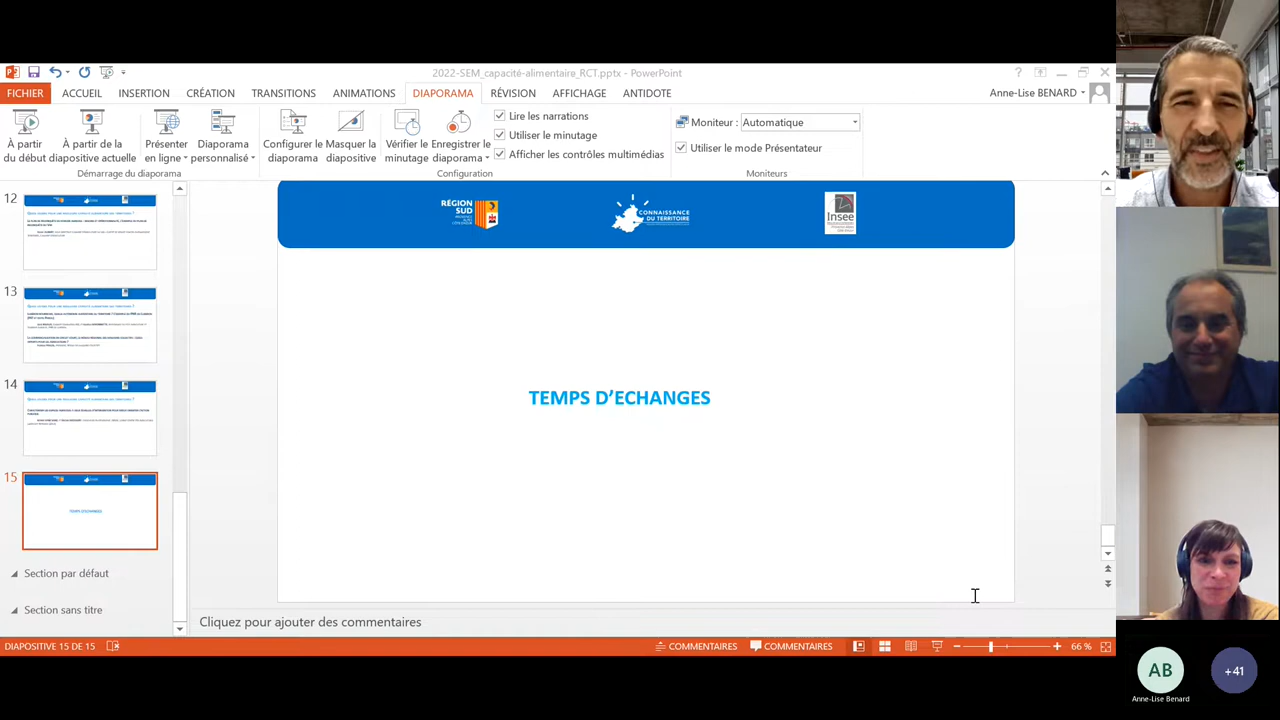 2022-SEM_capacité-alimentaire_RCT.pptx - PowerPoint
FICHIER ACCUEIL INSERTION CRÉATION TRANSITIONS ANIMATIONS DIAPORAMA RÉVISION AFFICHAGE ANTIDOTE
Anne-Lise BENARD
À partir du début
À partir de la diapositive actuelle
Présenter en ligne
Diaporama personnalisé
Configurer le diaporama
Masquer la diapositive
Vérifier le minutage
Enregistrer le diaporama
Lire les narrations
Utiliser le minutage
Afficher les contrôles multimédias
Moniteur : Automatique
Utiliser le mode Présentateur
Démarrage du diaporama
Configuration
Moniteurs
12
13
14
15
Section par défaut
Section sans titre
RÉGION
SUD
CONNAISSANCE
DU TERRITOIRE
Insee
TEMPS D’ECHANGES
Cliquez pour ajouter des commentaires
DIAPOSITIVE 15 DE 15
COMMENTAIRES COMMENTAIRES
66 %
AB
Anne-Lise Benard
+41